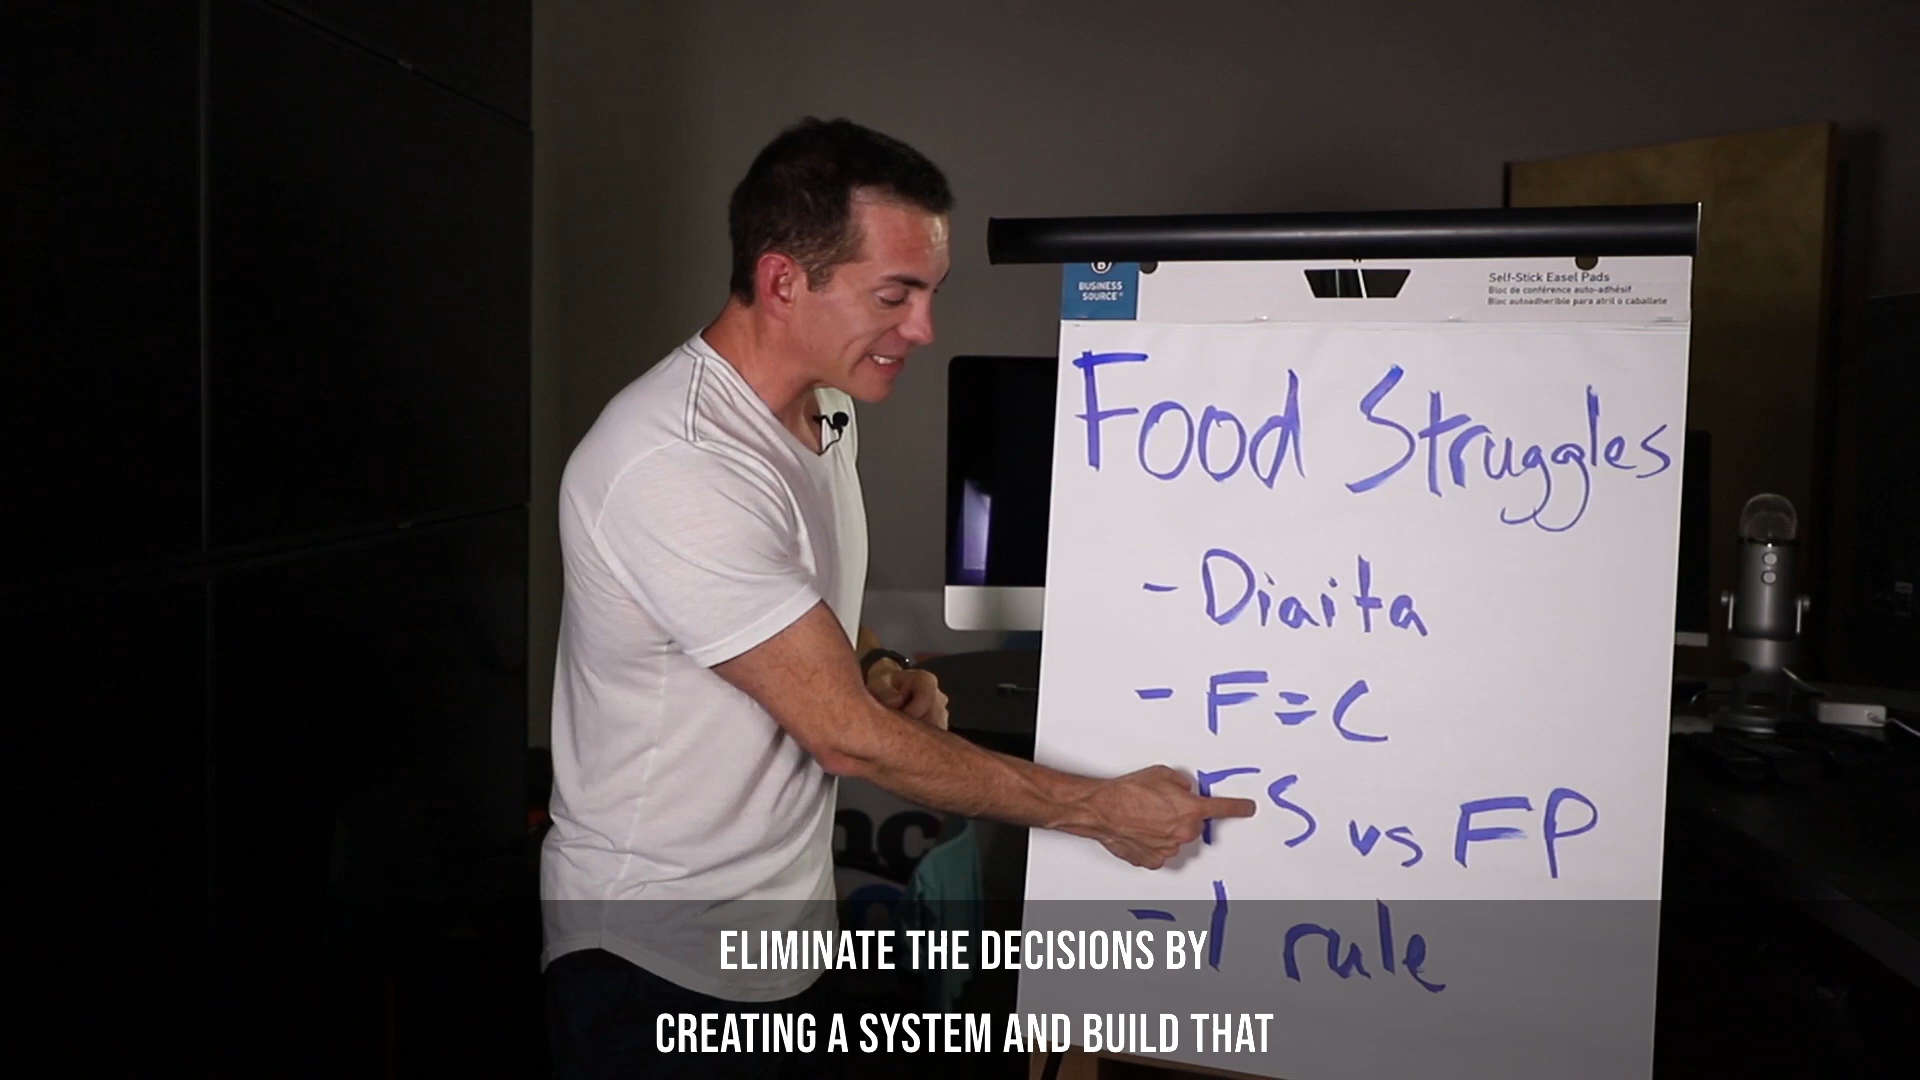 BUSINESS
SOURCE®
Self-Stick Easel Pads
Bloc de conférence auto-adhésif
Bloc autoadherible para atril o caballete
Food Struggles
- Diaita
- F=C
FS vs FP
- 1 rule
ELIMINATE THE DECISIONS BY
CREATING A SYSTEM AND BUILD THAT